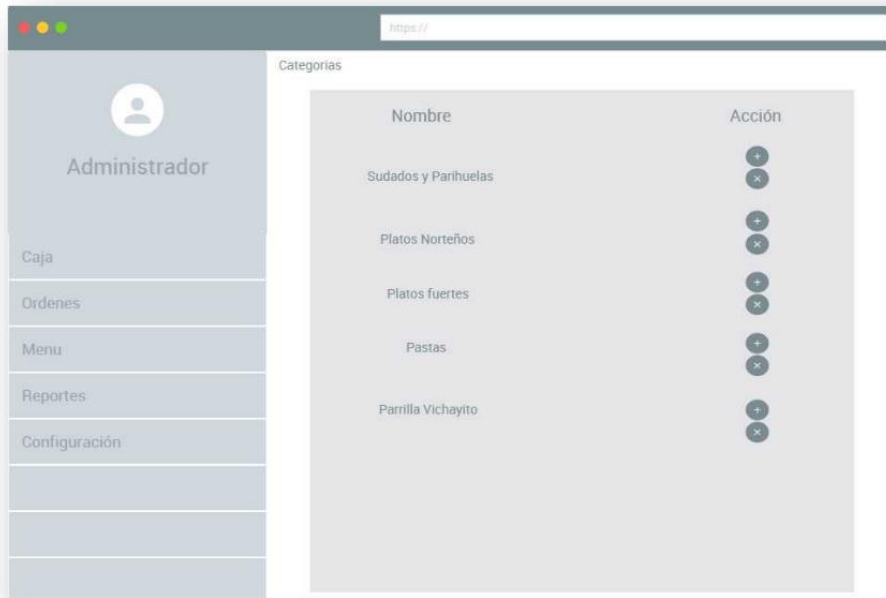 https://
Categorias
Administrador
Caja
Ordenes
Menu
Reportes
Configuración
Nombre Acción
Sudados y Parihuelas
Platos Norteños
Platos fuertes
Pastas
Parrilla Vichayito